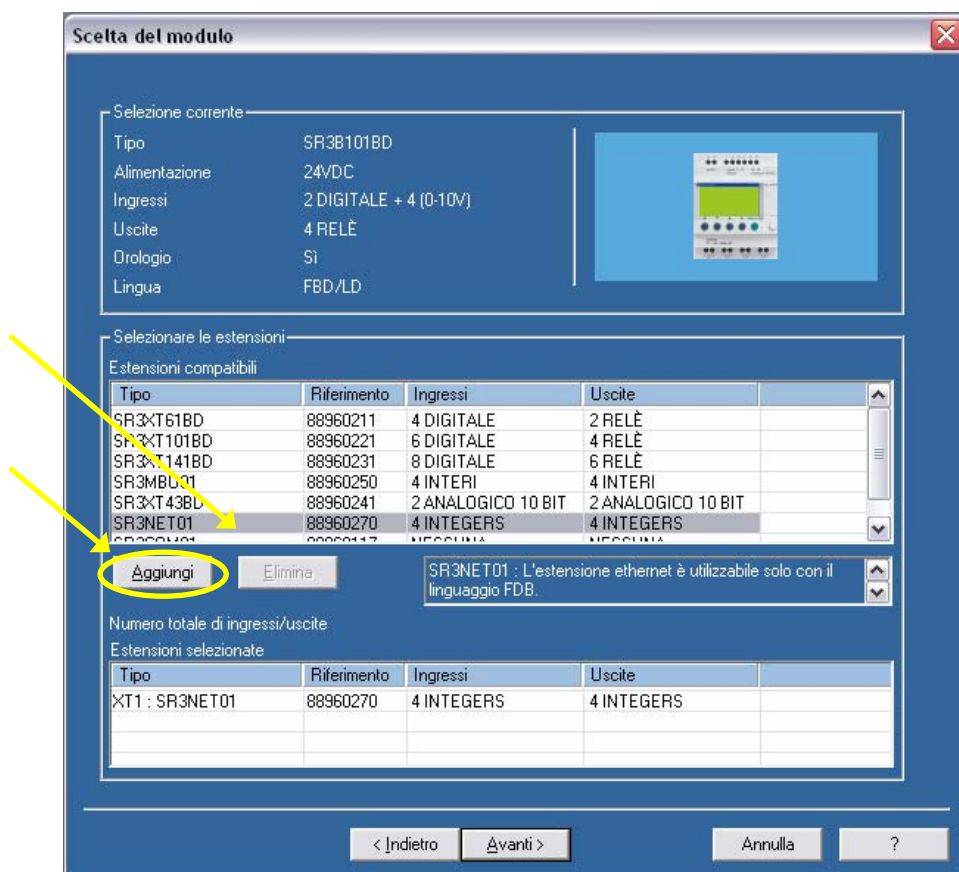 Scelta del modulo
Selezione corrente
Tipo SR3B101BD
Alimentazione 24VDC
Ingressi 2 DIGITALE + 4 (0-10V)
Uscite 4 RELÈ
Orologio Sì
Lingua FBD/LD
Selezionare le estensioni
Estensioni compatibili
Tipo Riferimento Ingressi Uscite
SR3XT61BD 88960211 4 DIGITALE 2 RELÈ
SR3XT101BD 88960221 6 DIGITALE 4 RELÈ
SR3XT141BD 88960231 8 DIGITALE 6 RELÈ
SR3MBU01 88960250 4 INTERI 4 INTERI
SR3XT43BD 88960241 2 ANALOGICO 10 BIT 2 ANALOGICO 10 BIT
SR3NET01 88960270 4 INTEGERS 4 INTEGERS
Aggiungi Elimina
SR3NET01 : L'estensione ethernet è utilizzabile solo con il
linguaggio FDB.
Numero totale di ingressi/uscite
Estensioni selezionate
Tipo Riferimento Ingressi Uscite
XT1 : SR3NET01 88960270 4 INTEGERS 4 INTEGERS
< Indietro Avanti > Annulla ?